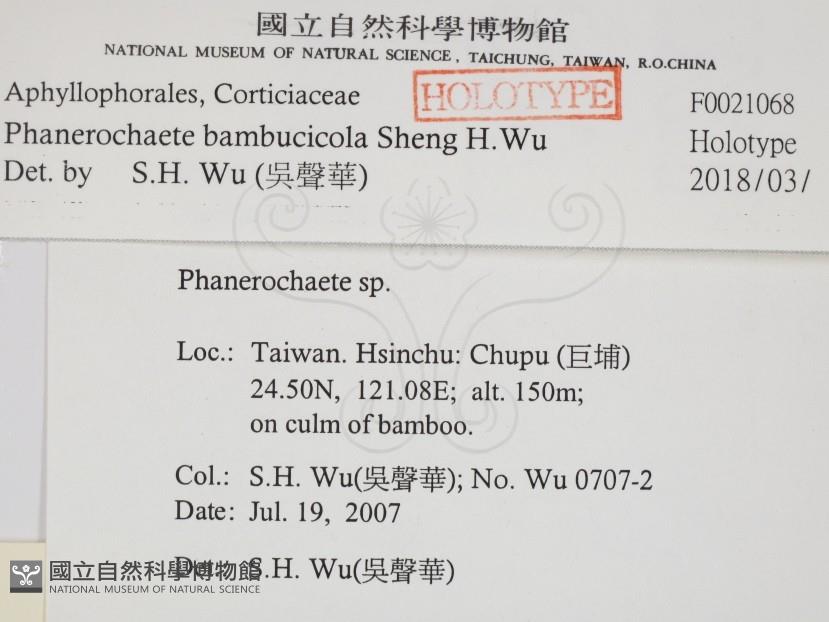 國立自然科學博物館
NATIONAL MUSEUM OF NATURAL SCIENCE, TAICHUNG, TAIWAN, R.O.CHINA
Aphyllophorales, Corticiaceae HOLOTYPE F0021068
Phanerochaete bambucicola Sheng H.Wu Holotype
Det. by S.H. Wu (吳聲華) 2018/03/
Phanerochaete sp.
Loc.: Taiwan. Hsinchu: Chupu (巨埔)
24.50N, 121.08E; alt. 150m;
on culm of bamboo.
Col.: S.H. Wu(吳聲華); No. Wu 0707-2
Date: Jul. 19, 2007
S.H. Wu(吳聲華)
國立自然科學博物館
NATIONAL MUSEUM OF NATURAL SCIENCE